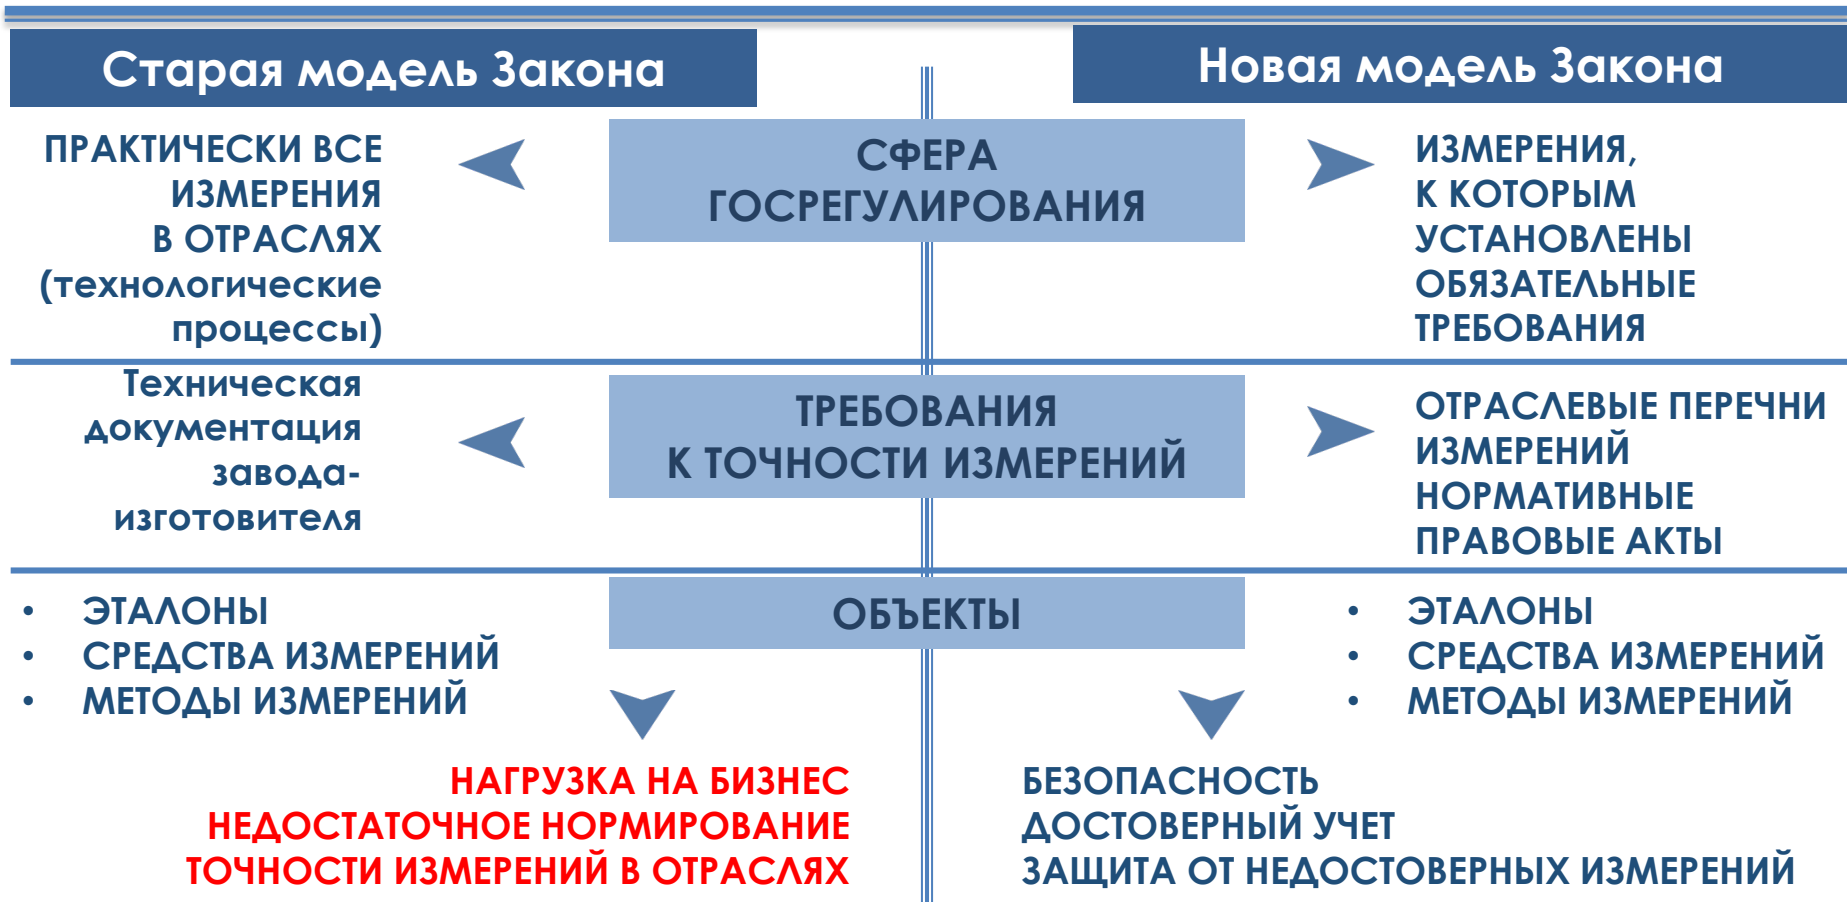 Старая модель Закона
Новая модель Закона
ПРАКТИЧЕСКИ ВСЕ
ИЗМЕРЕНИЯ
В ОТРАСЛЯХ
(технологические
процессы)
СФЕРА
ГОСРЕГУЛИРОВАНИЯ
ИЗМЕРЕНИЯ,
К КОТОРЫМ
УСТАНОВЛЕНЫ
ОБЯЗАТЕЛЬНЫЕ
ТРЕБОВАНИЯ
Техническая
документация
завода-
изготовителя
ТРЕБОВАНИЯ
К ТОЧНОСТИ ИЗМЕРЕНИЙ
ОТРАСЛЕВЫЕ ПЕРЕЧНИ
ИЗМЕРЕНИЙ
НОРМАТИВНЫЕ
ПРАВОВЫЕ АКТЫ
• ЭТАЛОНЫ
• СРЕДСТВА ИЗМЕРЕНИЙ
• МЕТОДЫ ИЗМЕРЕНИЙ
ОБЪЕКТЫ
• ЭТАЛОНЫ
• СРЕДСТВА ИЗМЕРЕНИЙ
• МЕТОДЫ ИЗМЕРЕНИЙ
НАГРУЗКА НА БИЗНЕС
НЕДОСТАТОЧНОЕ НОРМИРОВАНИЕ
ТОЧНОСТИ ИЗМЕРЕНИЙ В ОТРАСЛЯХ
БЕЗОПАСНОСТЬ
ДОСТОВЕРНЫЙ УЧЕТ
ЗАЩИТА ОТ НЕДОСТОВЕРНЫХ ИЗМЕРЕНИЙ